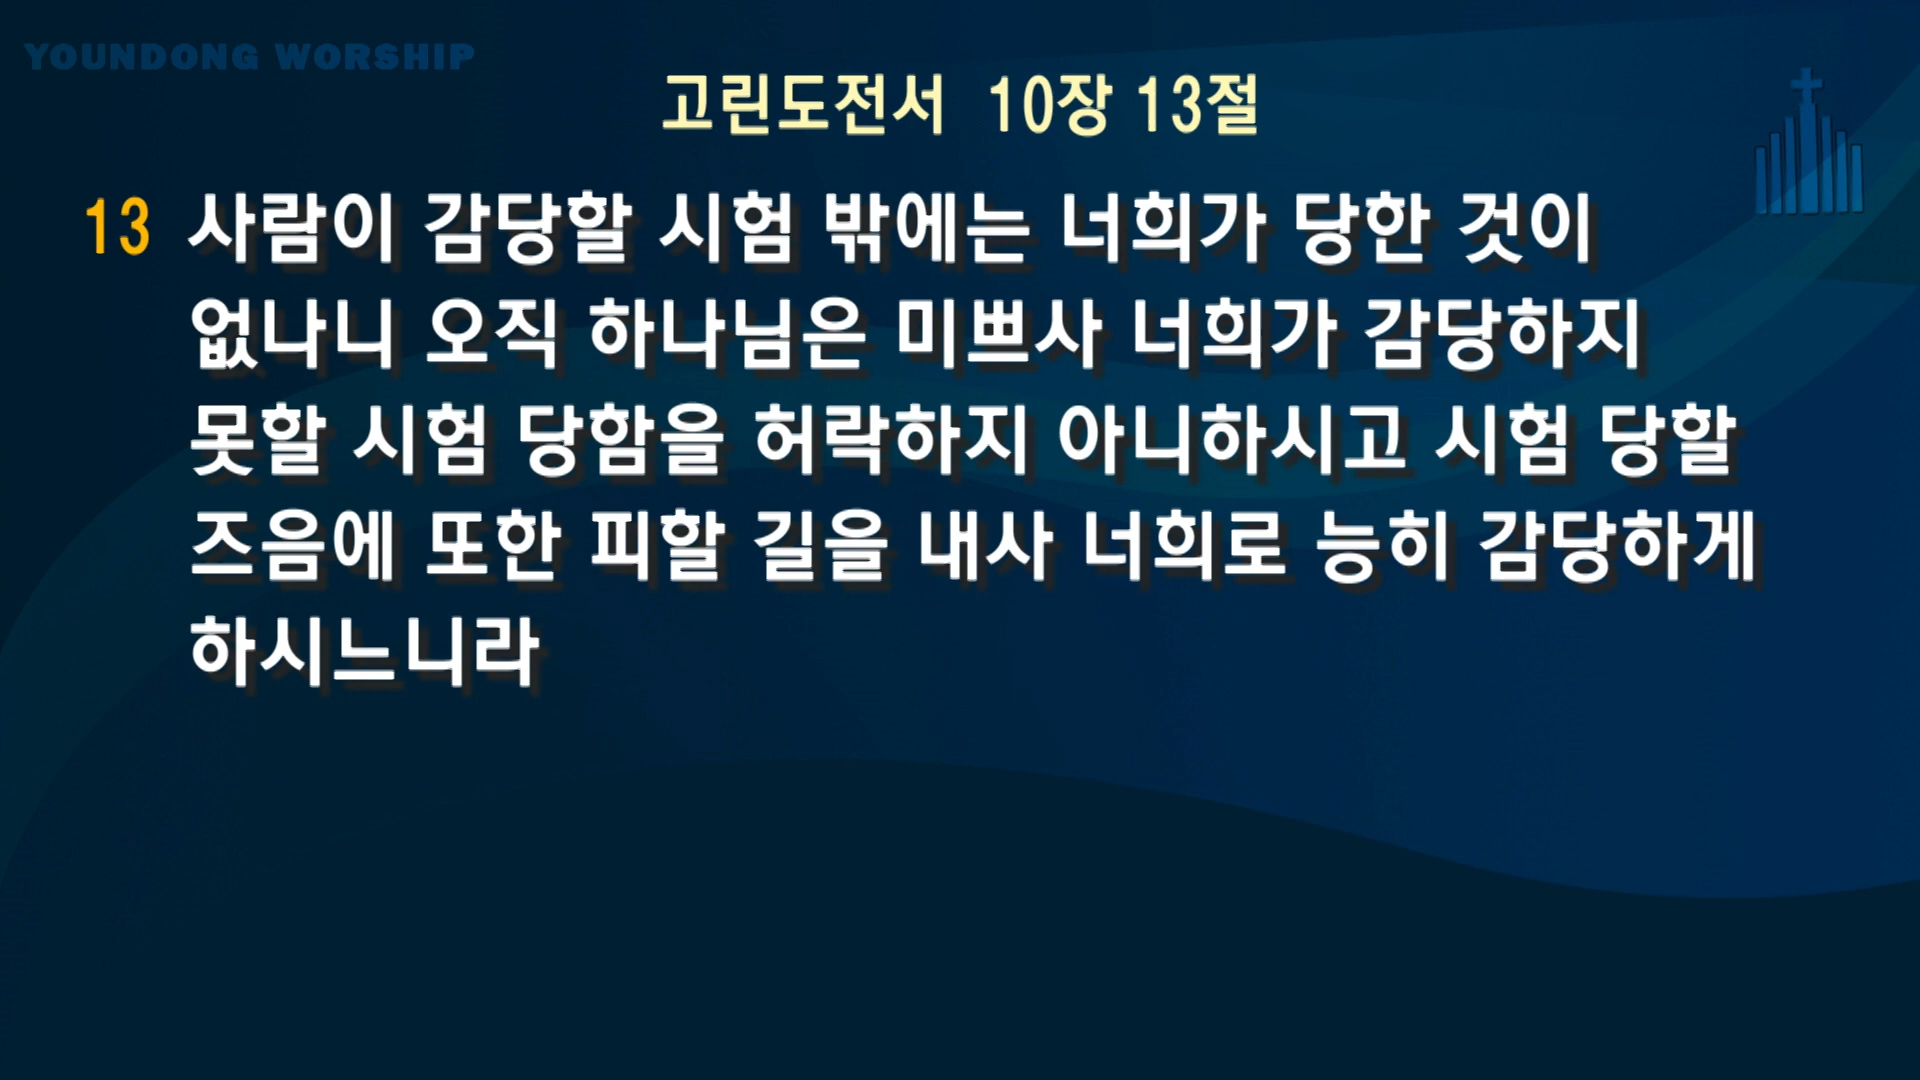 YOUNDONG WORSHIP
고린도전서 10장 13절
13 사람이 감당할 시험 밖에는 너희가 당한 것이
없나니 오직 하나님은 미쁘사 너희가 감당하지
못할 시험 당함을 허락하지 아니하시고 시험 당할
즈음에 또한 피할 길을 내사 너희로 능히 감당하게
하시느니라